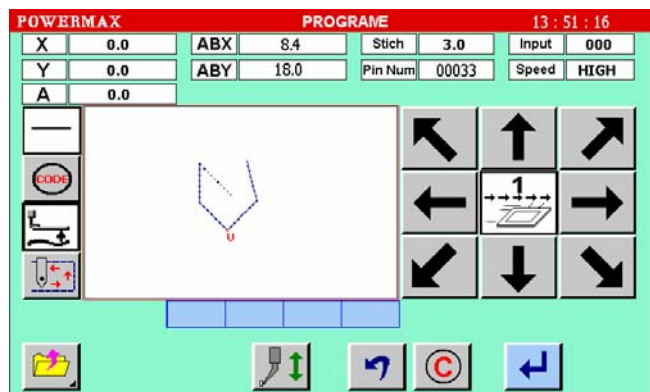 POWERMAX PROGRAME 13 : 51 : 16
X 0.0 ABX 8.4 Stich 3.0 Input 000
Y 0.0 ABY 18.0 Pin Num 00033 Speed HIGH
A 0.0
CODE
1
U
C